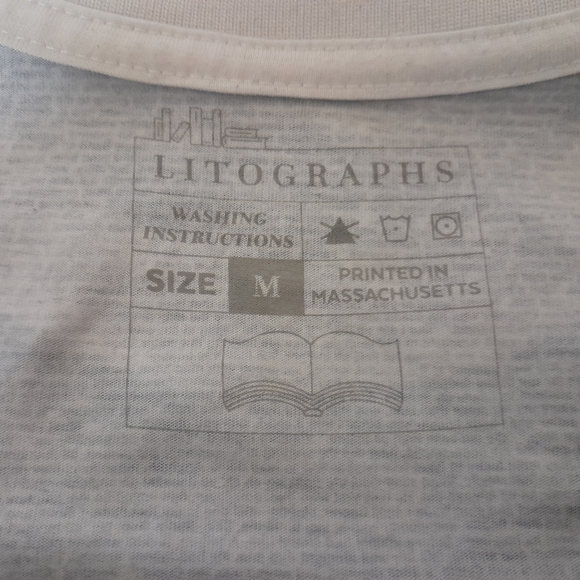 LITOGRAPHS
WASHING
INSTRUCTIONS
SIZE M
PRINTED IN
MASSACHUSETTS